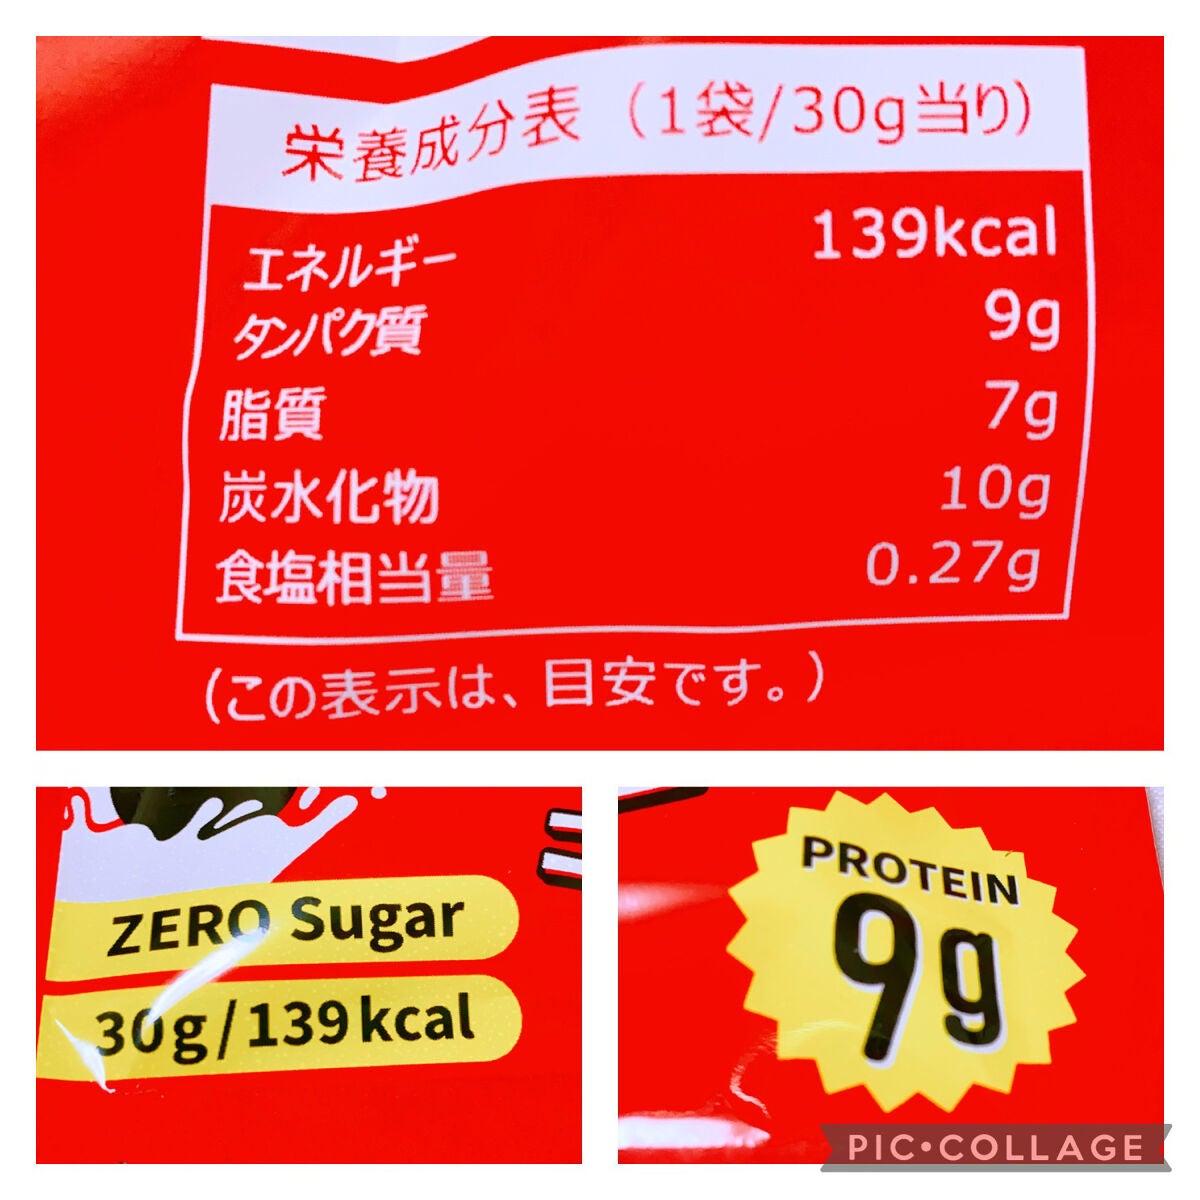 栄養成分表（1袋/30g当り）
エネルギー 139kcal
タンパク質 9g
脂質 7g
炭水化物 10g
食塩相当量 0.27g
（この表示は、目安です。）
ZERO Sugar
30g/139kcal
PROTEIN
9g
PIC•COLLAGE